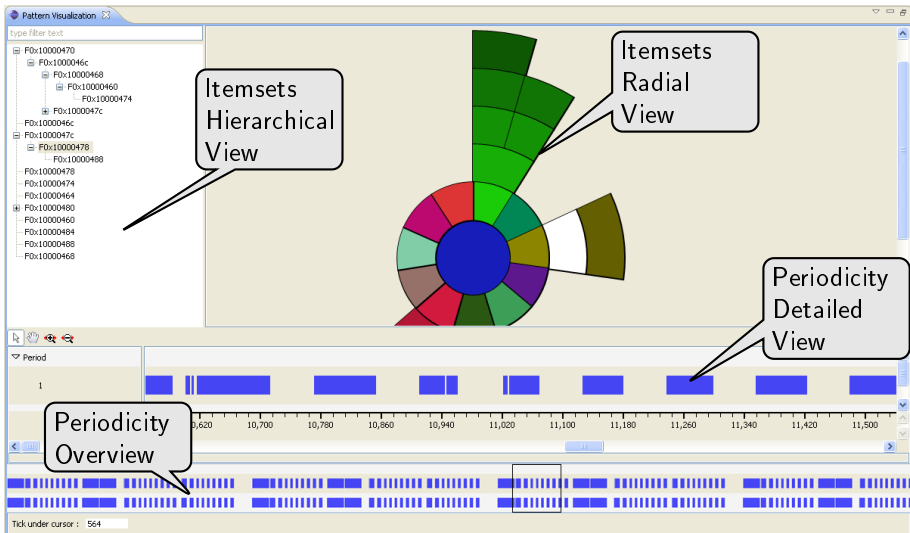 Pattern Visualization
type filter text
F0x10000470
F0x1000046c
F0x10000468
F0x10000460
F0x10000474
F0x1000047c
F0x1000046c
F0x1000047c
F0x10000478
F0x10000488
F0x10000478
F0x10000474
F0x10000464
F0x10000480
F0x10000460
F0x10000484
F0x10000488
F0x10000468
Itemsets
Hierarchical
View
Itemsets
Radial
View
Periodicity
Detailed
View
Period
1
10,700 10,780 10,860 10,940 11,020 11,100 11,180 11,260 11,340 11,420 11,500
Periodicity
Overview
Tick under cursor : 564